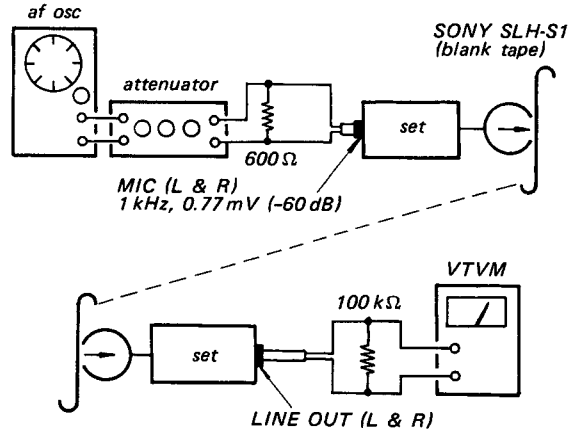 af osc
SONY SLH-S1
(blank tape)
attenuator
set
600 Ω
MIC (L & R)
1 kHz, 0.77 mV (–60 dB)
VTVM
100 kΩ
set
LINE OUT (L & R)